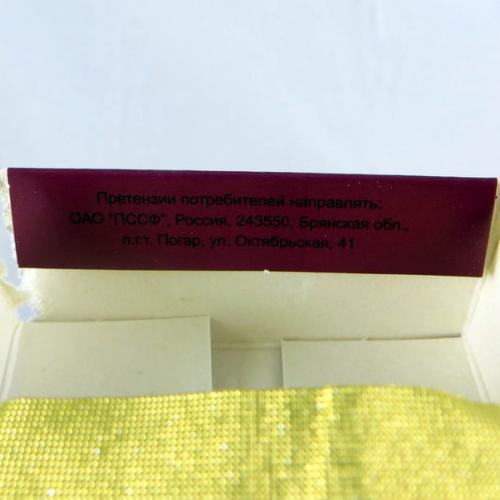 Претензии потребителей направлять:
ОАО "ПССФ", Россия, 243550, Брянская обл.,
п.г.т. Погар, ул. Октябрьская, 41